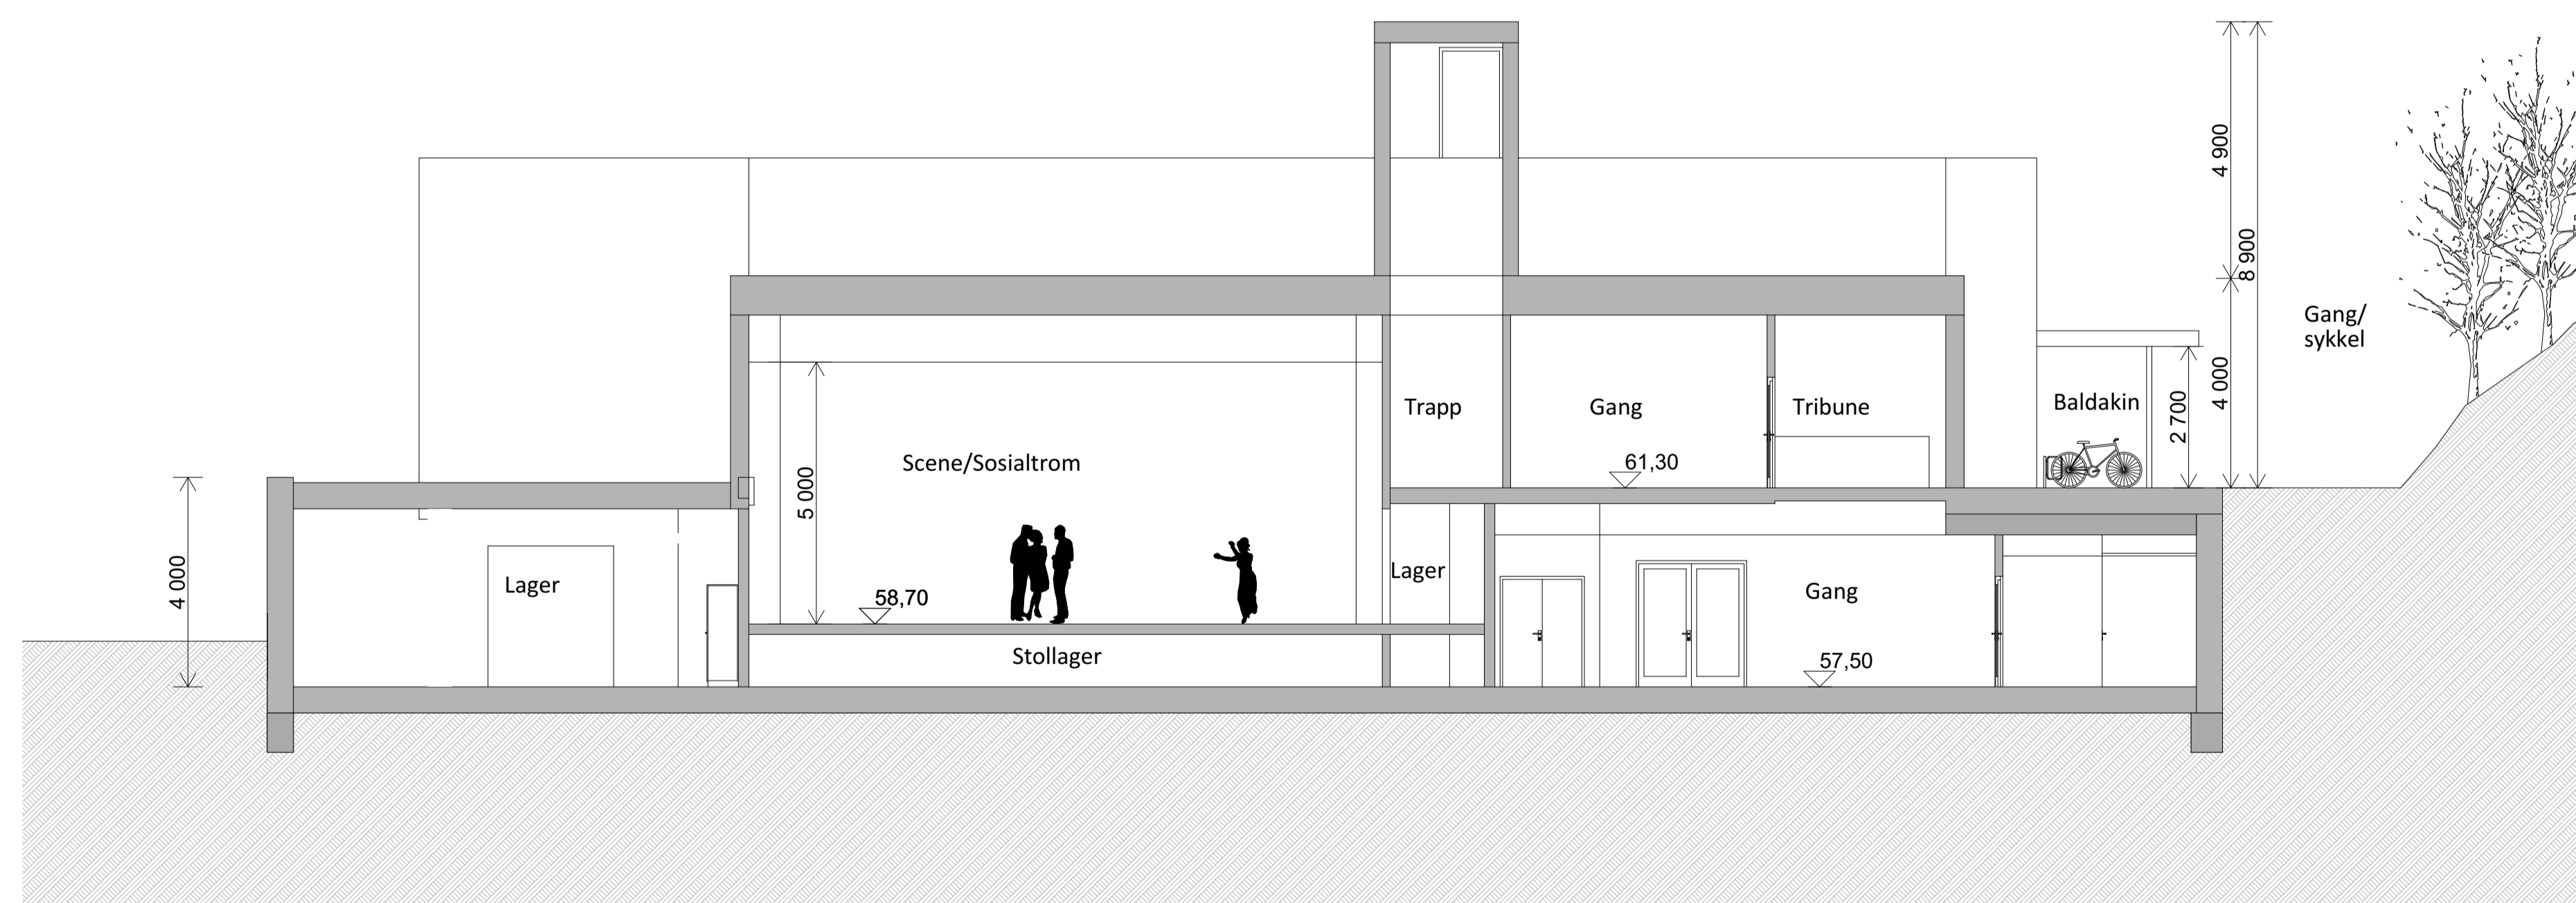 4 900
8 900
Gang/
sykkel
4 000
Baldakin
2 700
Trapp
Gang
Tribune
61,30
Scene/Sosialtrom
5 000
4 000
Lager
58,70
Lager
Gang
Stollager
57,50